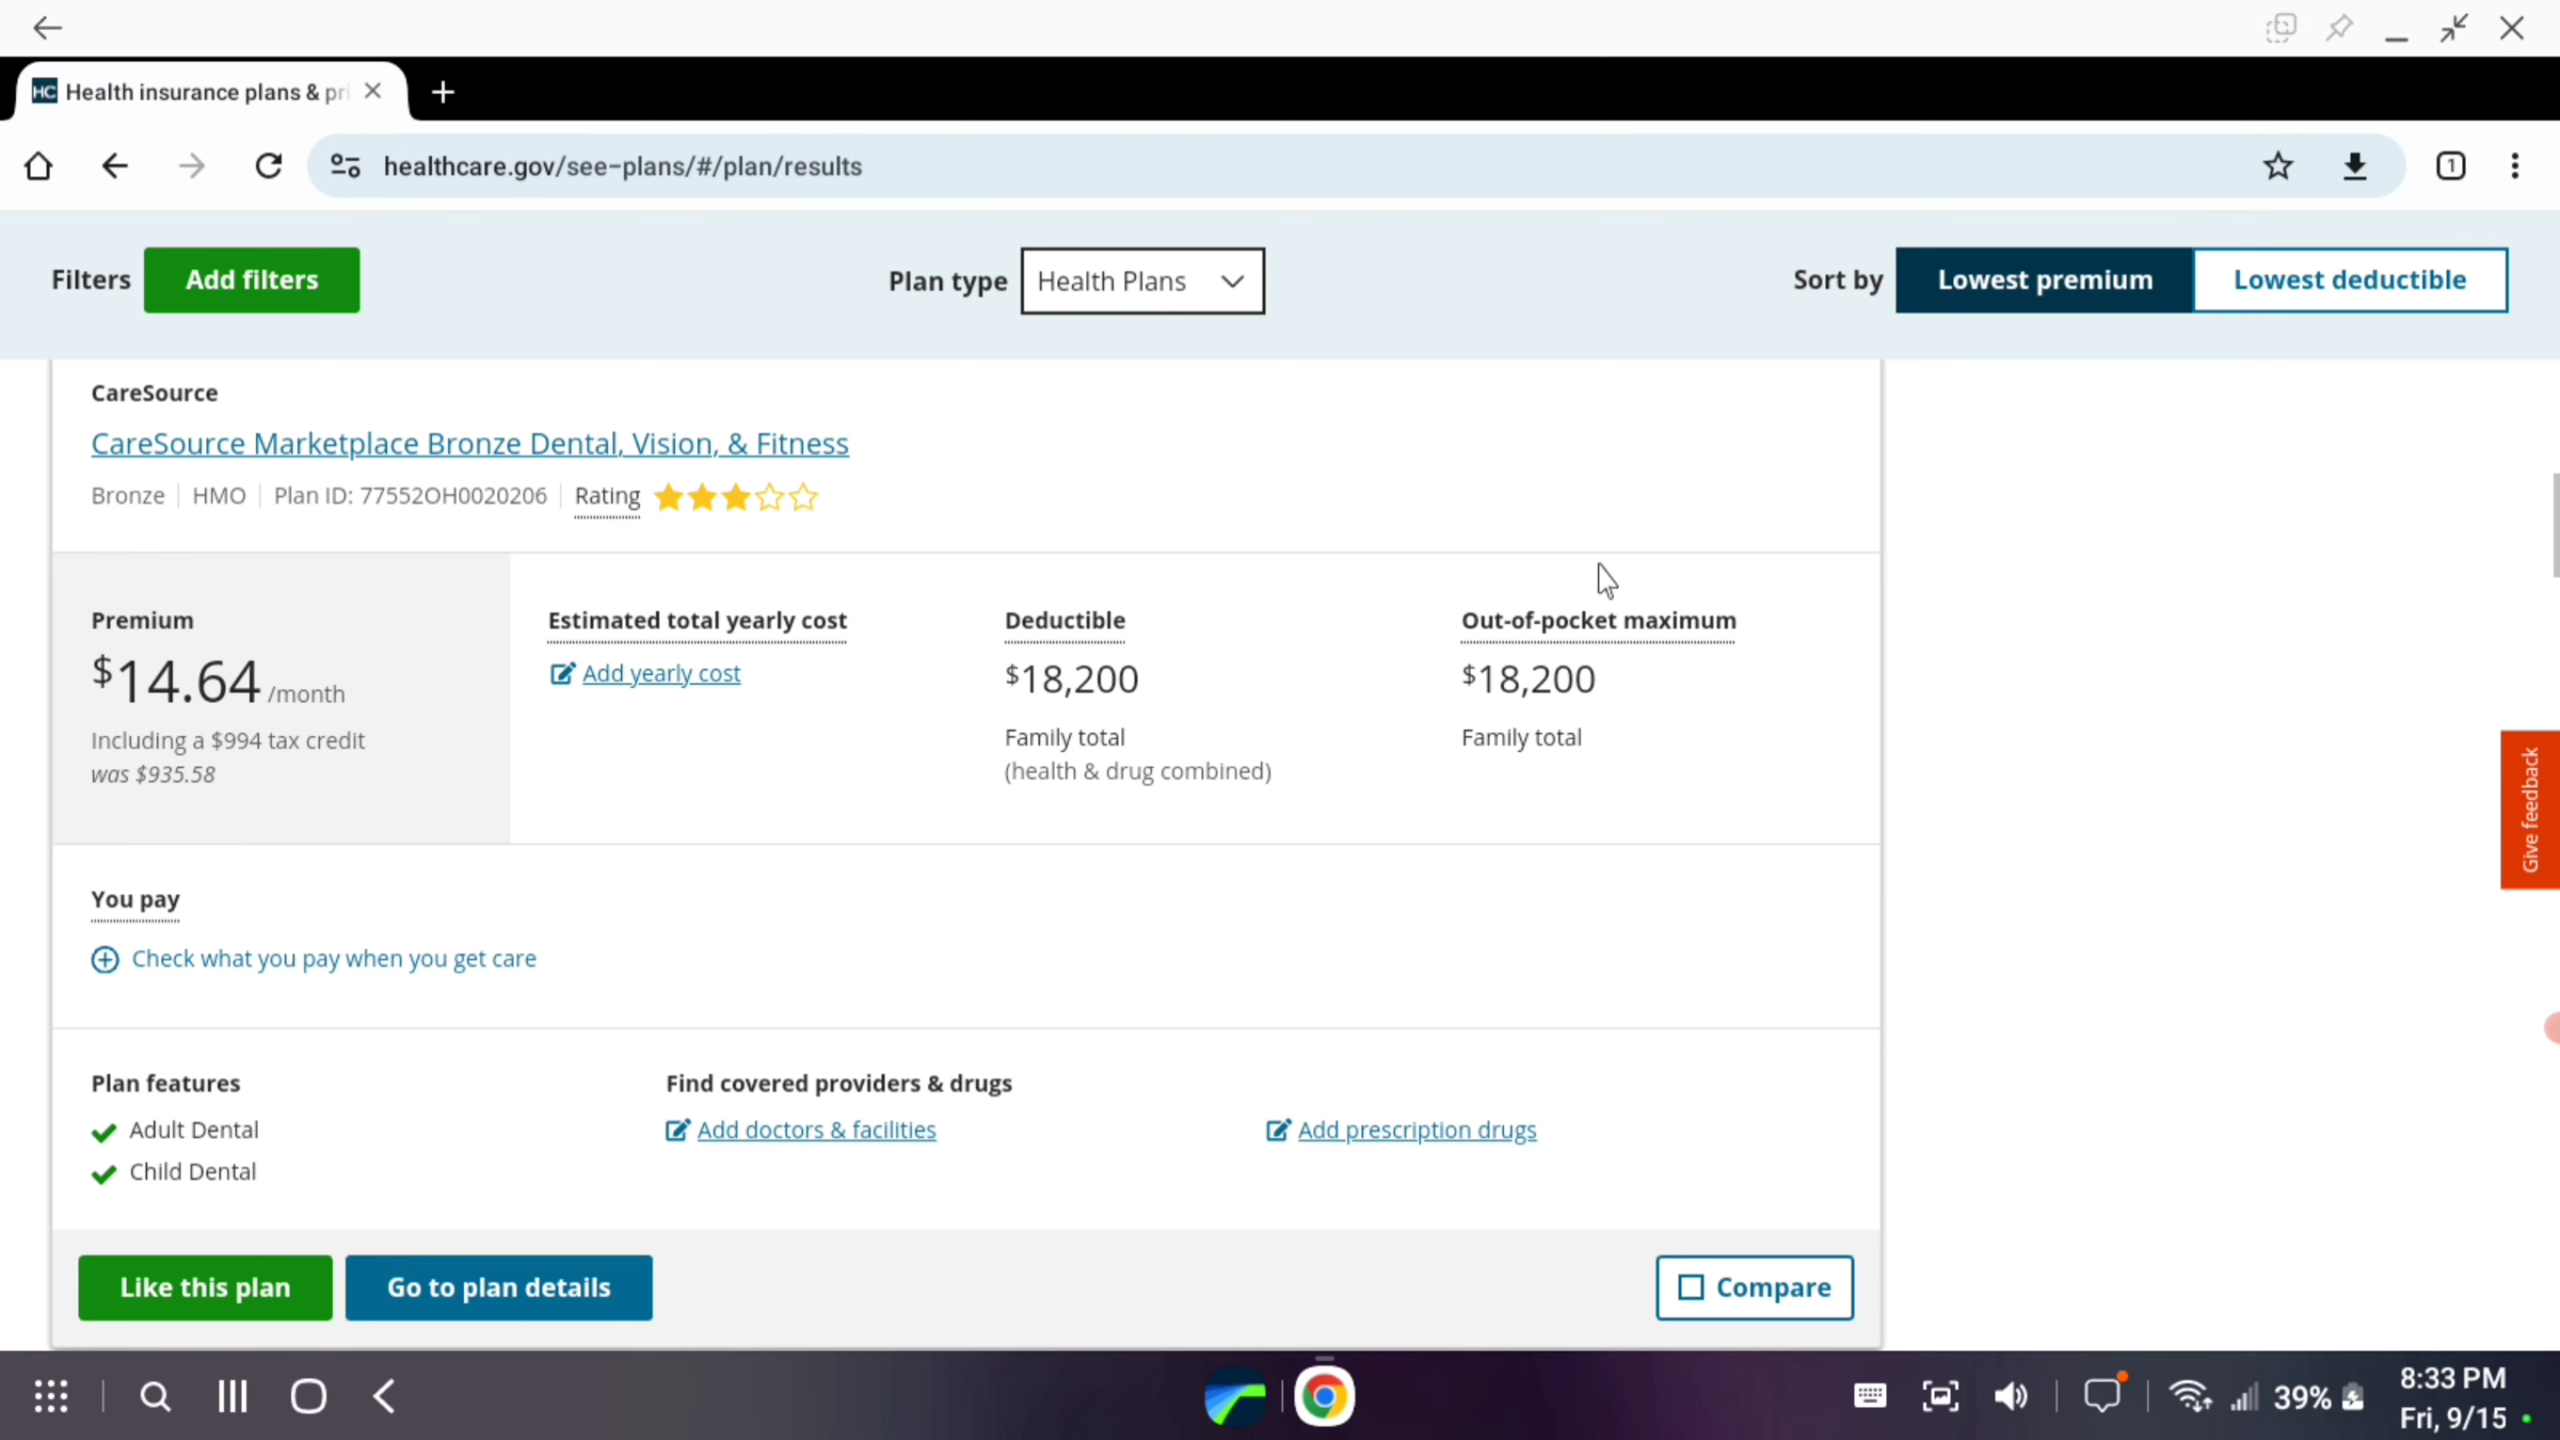 HC Health insurance plans & pri
healthcare.gov/see-plans/#/plan/results
1
Filters
Add filters
Plan type
Health Plans
Sort by
Lowest premium
Lowest deductible
CareSource
CareSource Marketplace Bronze Dental, Vision, & Fitness
Bronze | HMO | Plan ID: 77552OH0020206 | Rating
Premium
$14.64 /month
Including a $994 tax credit
was $935.58
Estimated total yearly cost
Add yearly cost
Deductible
$18,200
Family total
(health & drug combined)
Out-of-pocket maximum
$18,200
Family total
Give feedback
You pay
Check what you pay when you get care
Plan features
Adult Dental
Child Dental
Find covered providers & drugs
Add doctors & facilities
Add prescription drugs
Like this plan
Go to plan details
Compare
39%
8:33 PM
Fri, 9/15